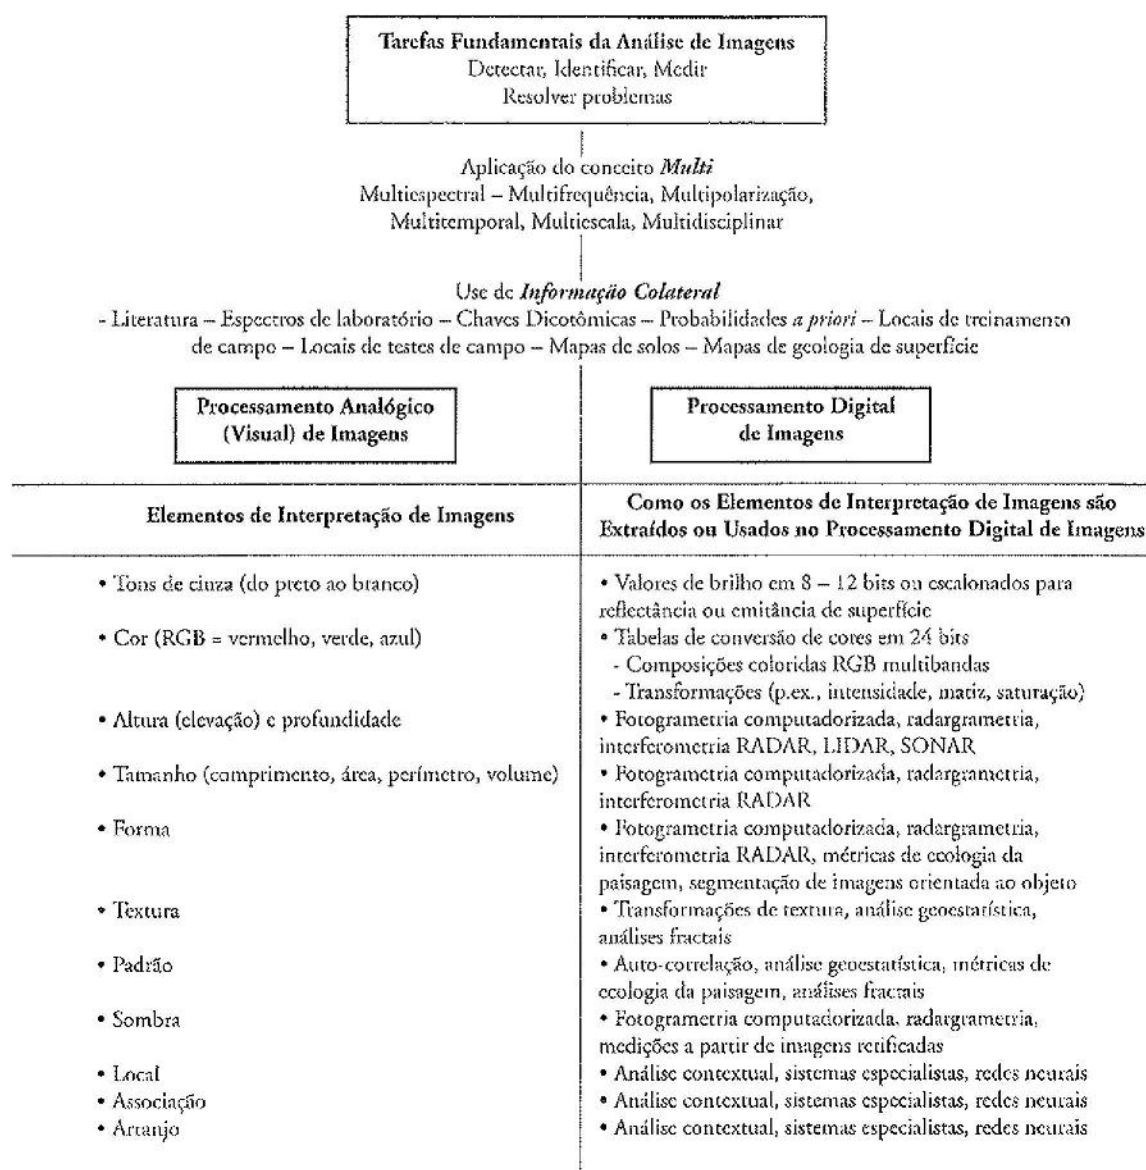 Tarefas Fundamentais da Análise de Imagens
Detectar, Identificar, Medir
Resolver problemas
Aplicação do conceito Multi
Multiespectral – Multifrequência, Multipolarização,
Multitemporal, Multiescala, Multidisciplinar
Use de Informação Colateral
- Literatura – Espectros de laboratório – Chaves Dicotômicas – Probabilidades a priori – Locais de treinamento
de campo – Locais de testes de campo – Mapas de solos – Mapas de geologia de superfície
Processamento Analógico
(Visual) de Imagens
Processamento Digital
de Imagens
Elementos de Interpretação de Imagens
Como os Elementos de Interpretação de Imagens são
Extraídos ou Usados no Processamento Digital de Imagens
• Tons de cinza (do preto ao branco)
• Valores de brilho em 8 – 12 bits ou escalonados para
reflectância ou emitância de superfície
• Cor (RGB = vermelho, verde, azul)
• Tabelas de conversão de cores em 24 bits
- Composições coloridas RGB multibandas
- Transformações (p.ex., intensidade, matiz, saturação)
• Altura (elevação) e profundidade
• Fotogrametria computadorizada, radargrametria,
interferometria RADAR, LIDAR, SONAR
• Tamanho (comprimento, área, perímetro, volume)
• Fotogrametria computadorizada, radargrametria,
interferometria RADAR
• Forma
• Fotogrametria computadorizada, radargrametria,
interferometria RADAR, métricas de ecologia da
paisagem, segmentação de imagens orientada ao objeto
• Textura
• Transformações de textura, análise geoestatística,
análises fractais
• Padrão
• Auto-correlação, análise geoestatística, métricas de
ecologia da paisagem, análises fractais
• Sombra
• Fotogrametria computadorizada, radargrametria,
medições a partir de imagens retificadas
• Local
• Análise contextual, sistemas especialistas, redes neurais
• Associação
• Análise contextual, sistemas especialistas, redes neurais
• Arranjo
• Análise contextual, sistemas especialistas, redes neurais